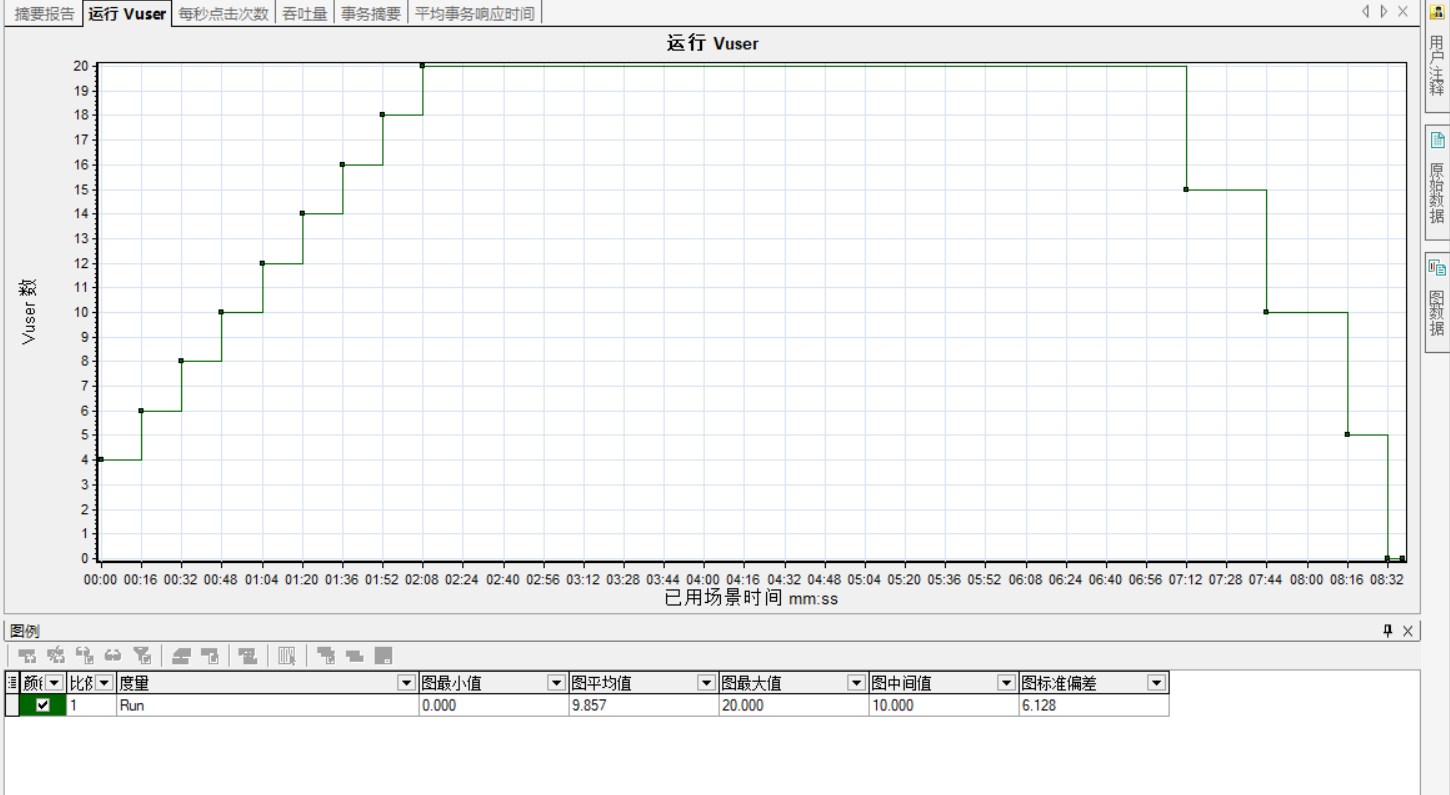 摘要报告 运行 Vuser 每秒点击次数 吞吐量 事务摘要 平均事务响应时间
运行 Vuser
20
19
18
17
16
15
14
13
12
11
10
9
8
7
6
5
4
3
2
1
0
Vuser 数
00:00 00:16 00:32 00:48 01:04 01:20 01:36 01:52 02:08 02:24 02:40 02:56 03:12 03:28 03:44 04:00 04:16 04:32 04:48 05:04 05:20 05:36 05:52 06:08 06:24 06:40 06:56 07:12 07:28 07:44 08:00 08:16 08:32
已用场景时间 mm:ss
用户注释
原始数据
图数据
图例
比例 度量 图最小值 图平均值 图最大值 图中间值 图标准偏差
1 Run 0.000 9.857 20.000 10.000 6.128